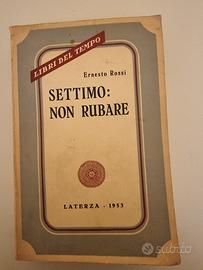 LIBRI DEL TEMPO
Ernesto Rossi
SETTIMO:
NON RUBARE
LATERZA - 1953
subito